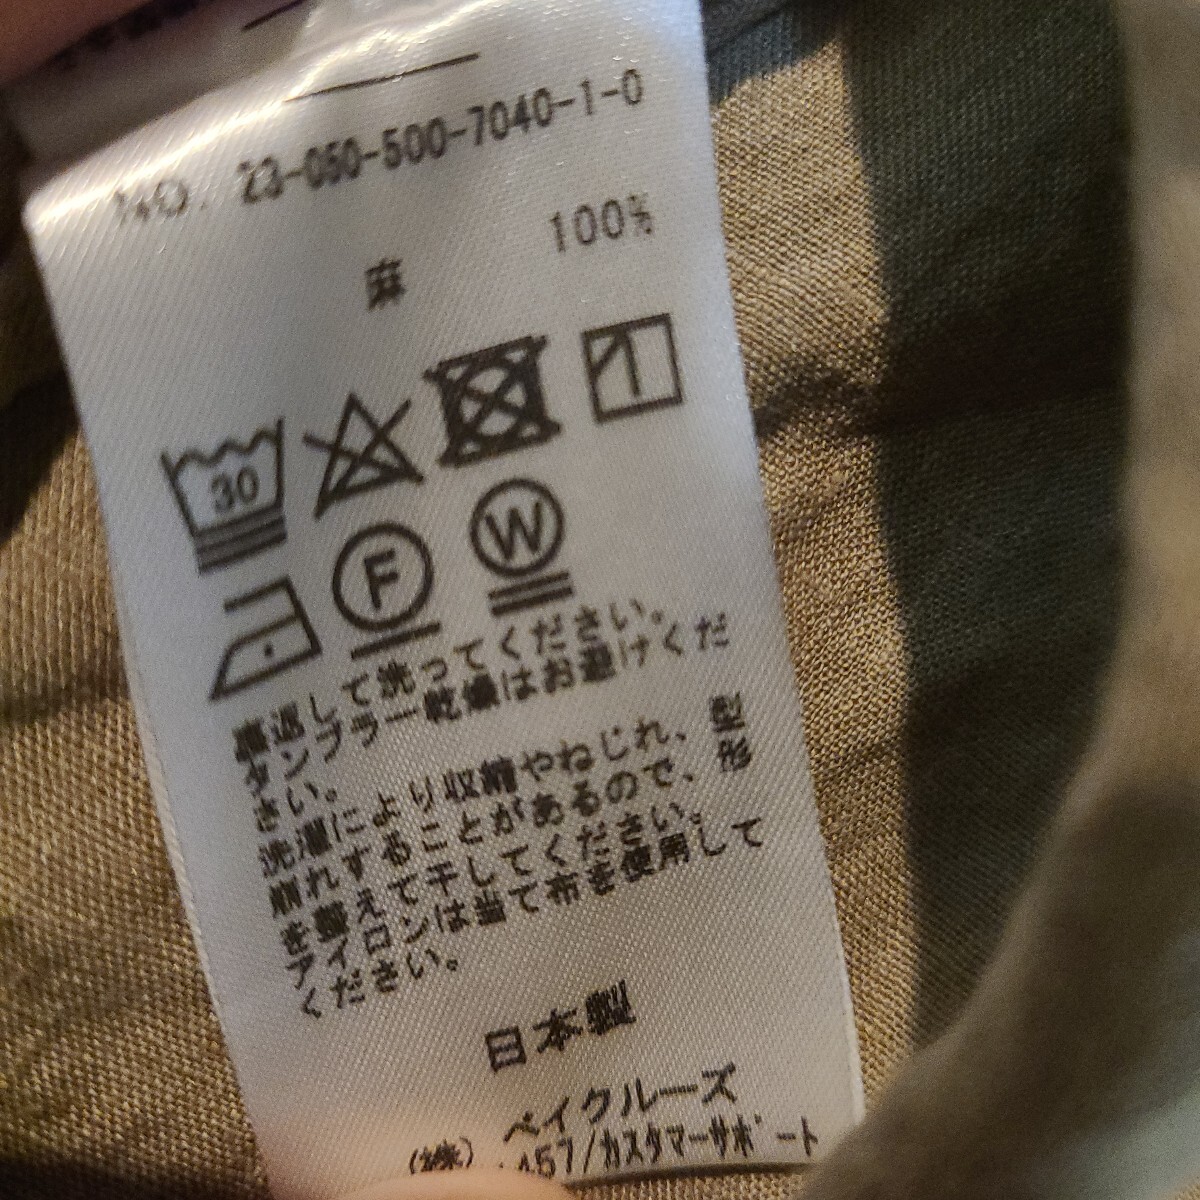 NO. 23-050-500-7040-1-0
麻 100%
30
F W
裏返して洗ってください。
タンブラー乾燥はお避けくだ
さい。
洗濯により収縮やねじれ、型
崩れすることがあるので、形
を整えて干してください。
アイロンは当て布を使用して
ください。
日本製
(株) ベイクルーズ
457/カスタマーサポート